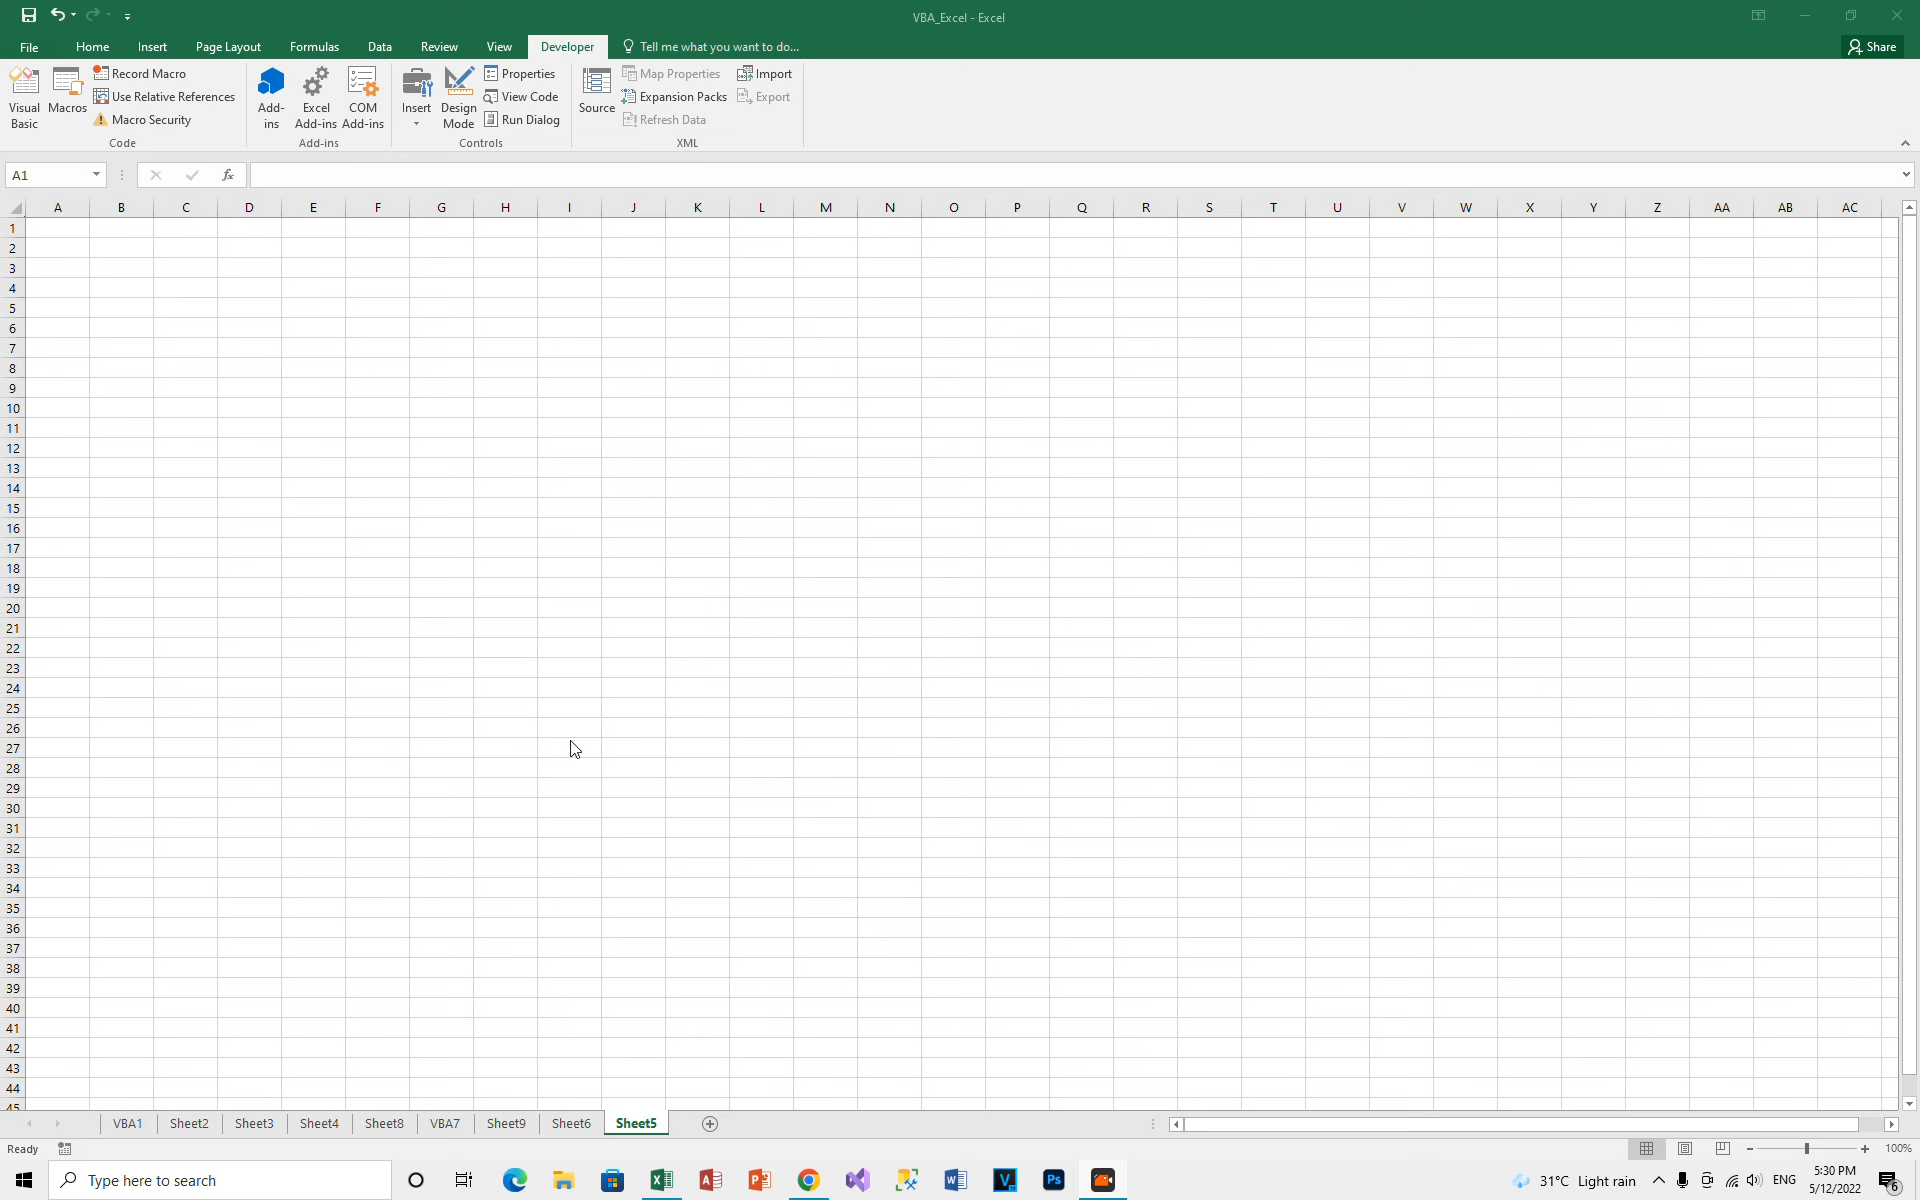 VBA_Excel - Excel
File Home Insert Page Layout Formulas Data Review View Developer Tell me what you want to do... Share
Visual Basic
Macros
Record Macro
Use Relative References
Macro Security
Code
Add-ins
Excel Add-ins
COM Add-ins
Add-ins
Insert
Design Mode
Properties
View Code
Run Dialog
Controls
Source
Map Properties
Expansion Packs
Refresh Data
Import
Export
XML
A1 fx
A B C D E F G H I J K L M N O P Q R S T U V W X Y Z AA AB AC
1
2
3
4
5
6
7
8
9
10
11
12
13
14
15
16
17
18
19
20
21
22
23
24
25
26
27
28
29
30
31
32
33
34
35
36
37
38
39
40
41
42
43
44
45
VBA1 Sheet2 Sheet3 Sheet4 Sheet8 VBA7 Sheet9 Sheet6 Sheet5
Ready 100%
Type here to search
31°C Light rain ENG
5:30 PM
5/12/2022
6